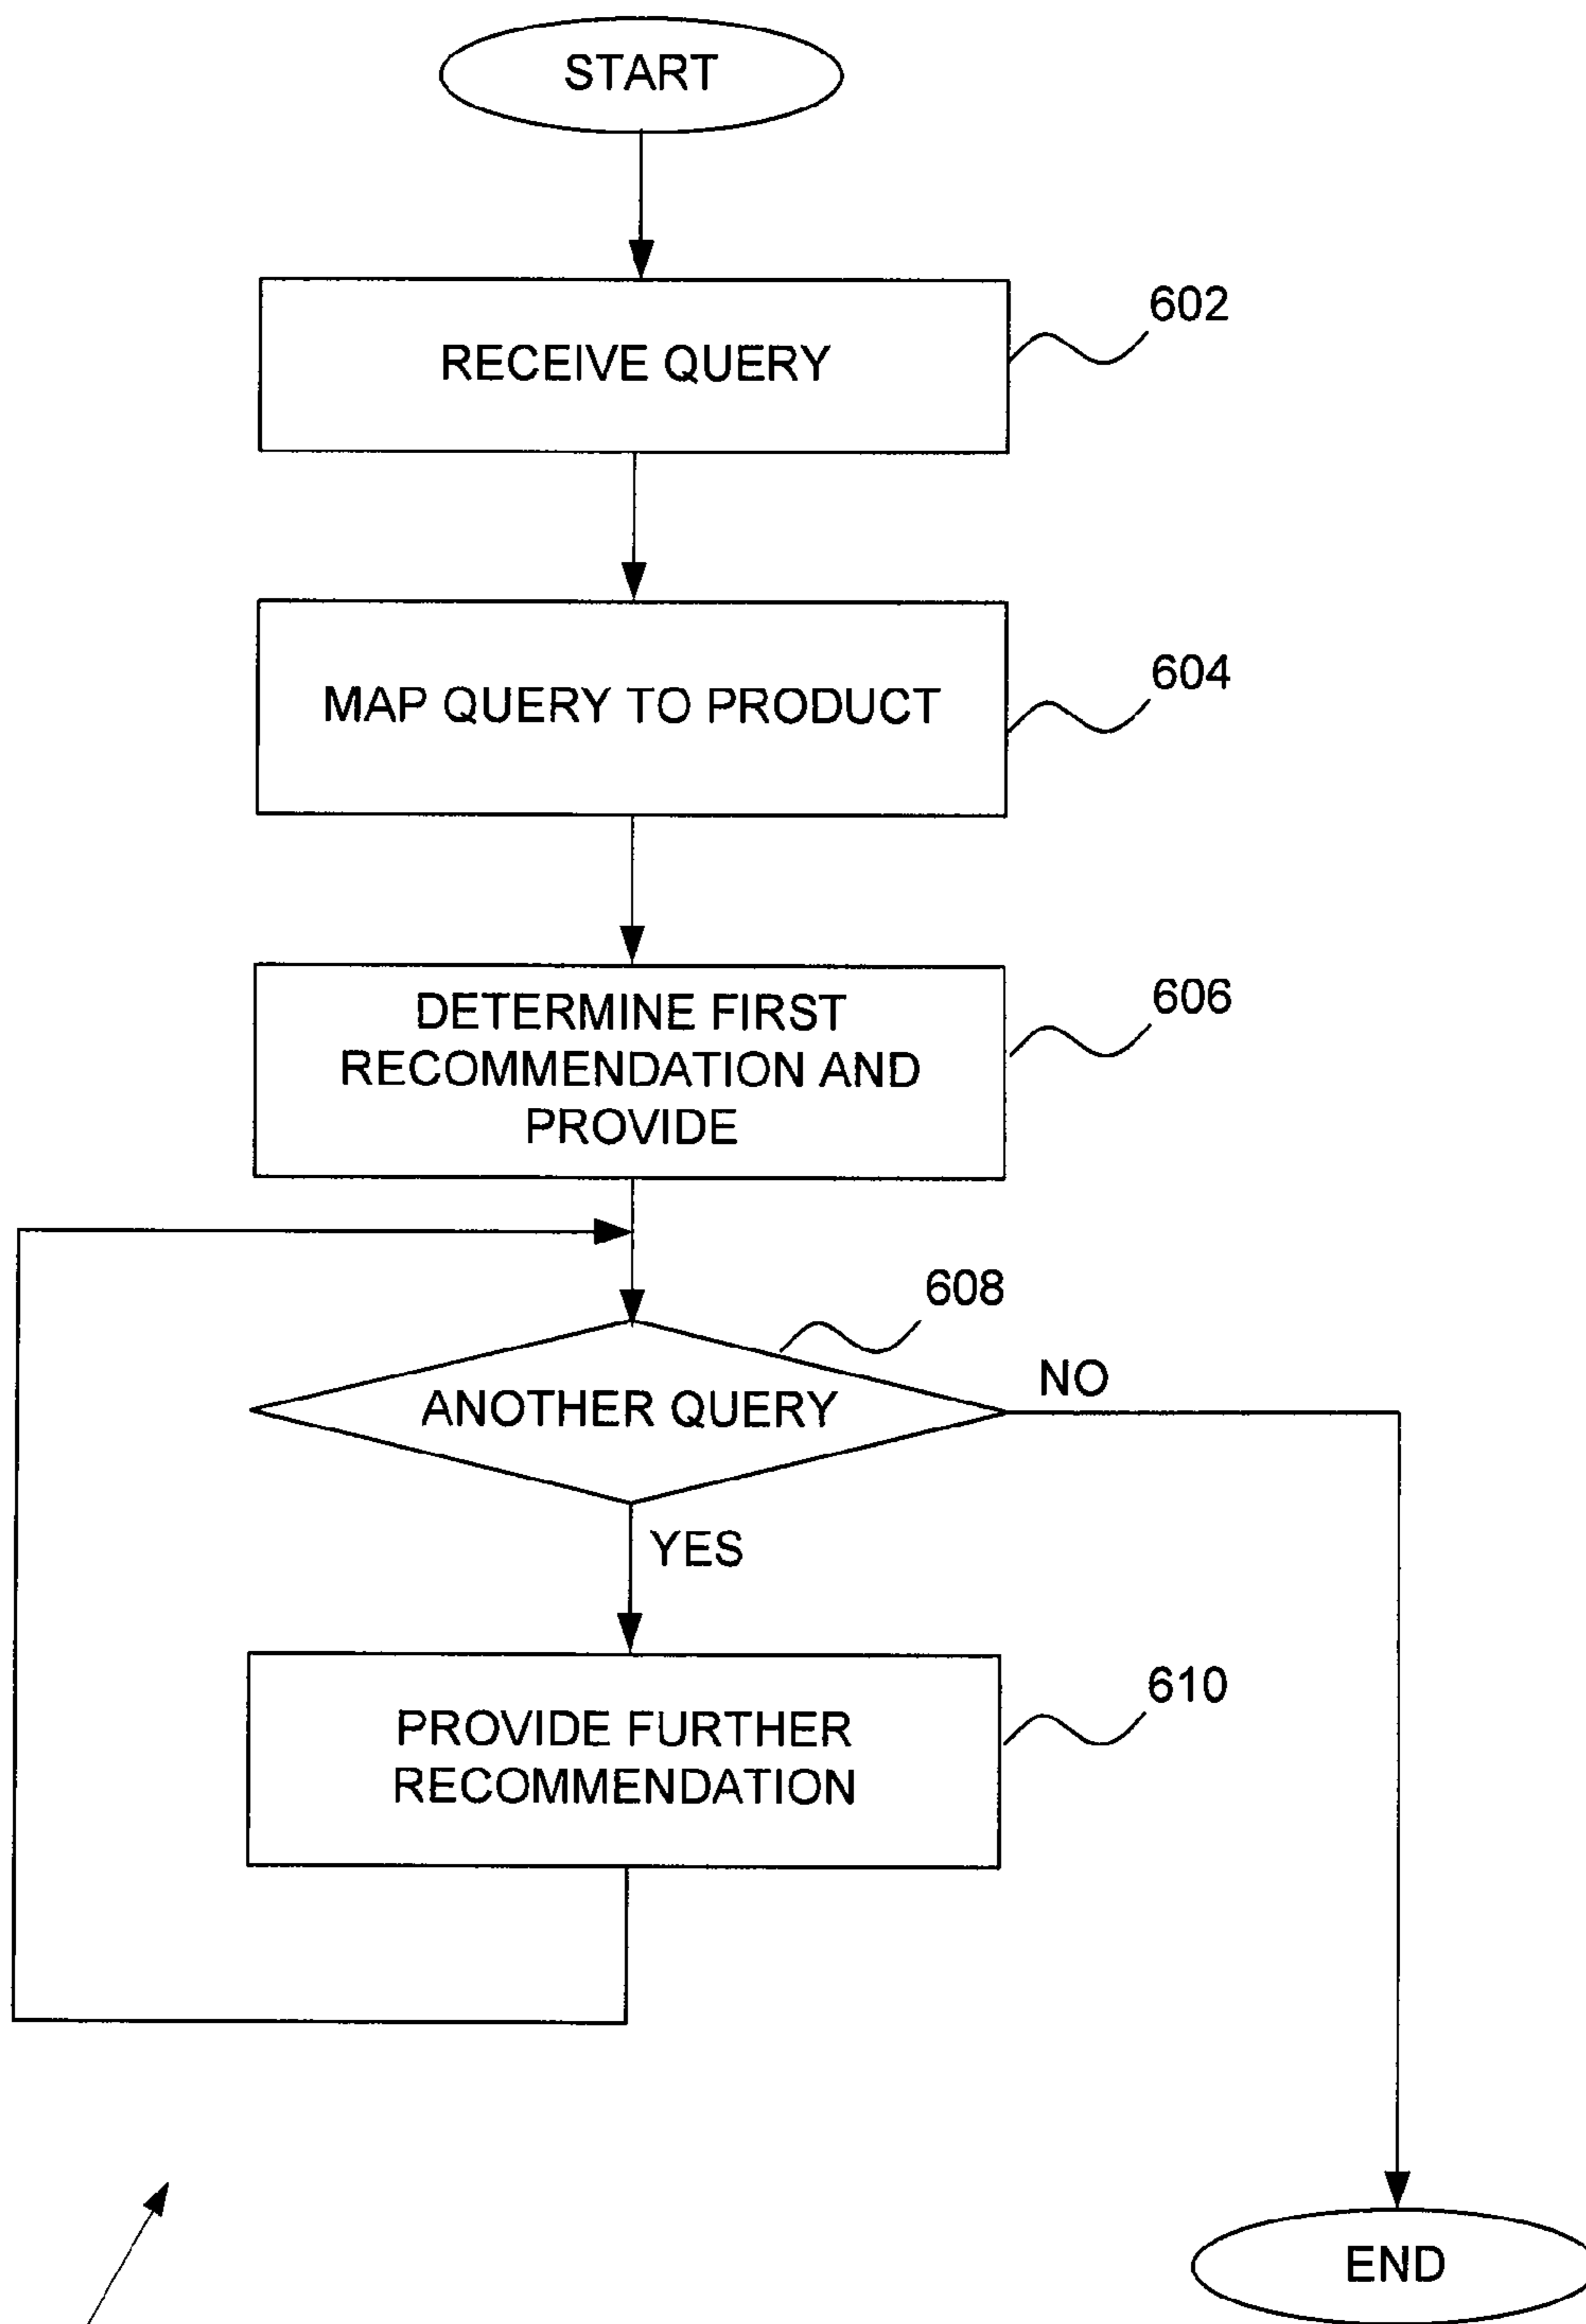 START
RECEIVE QUERY
602
MAP QUERY TO PRODUCT
604
DETERMINE FIRST
RECOMMENDATION AND
PROVIDE
606
608
ANOTHER QUERY
NO
YES
PROVIDE FURTHER
RECOMMENDATION
610
END